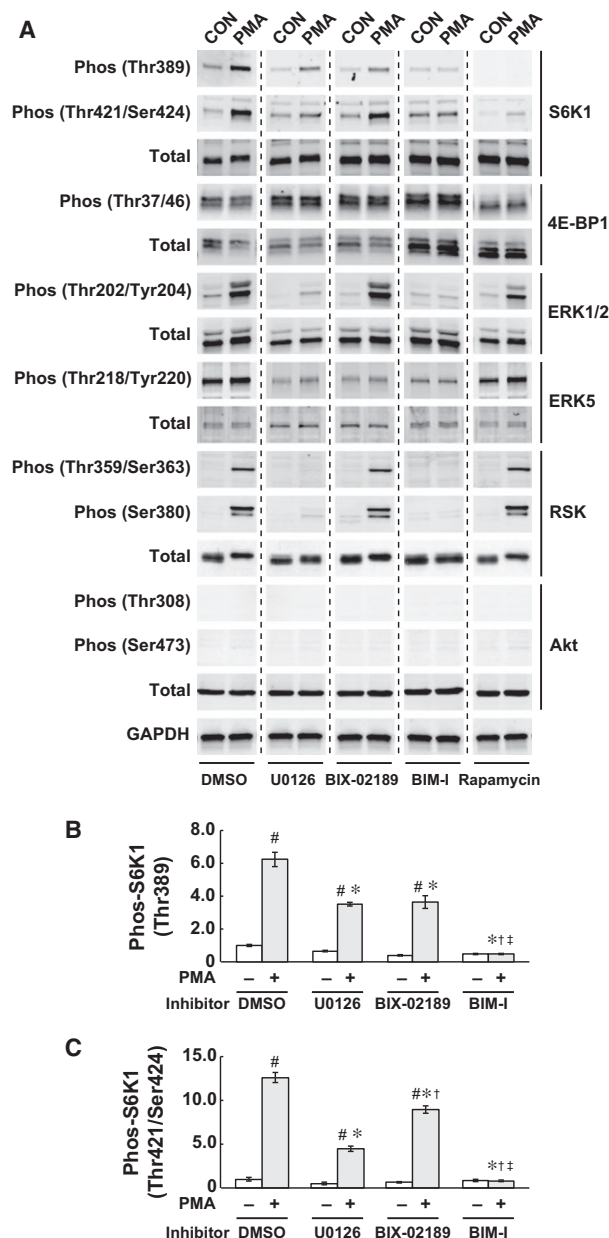 A
CON PMA CON PMA CON PMA CON PMA CON PMA
Phos (Thr389)
Phos (Thr421/Ser424)
S6K1
Total
Phos (Thr37/46)
4E-BP1
Total
Phos (Thr202/Tyr204)
ERK1/2
Total
Phos (Thr218/Tyr220)
ERK5
Total
Phos (Thr359/Ser363)
Phos (Ser380)
RSK
Total
Phos (Thr308)
Phos (Ser473)
Akt
Total
GAPDH
DMSO U0126 BIX-02189 BIM-I Rapamycin
B
Phos-S6K1
(Thr389)
8.0
6.0
4.0
2.0
0
#
# *
# *
*†‡
PMA − + − + − + − +
Inhibitor DMSO U0126 BIX-02189 BIM-I
C
Phos-S6K1
(Thr421/Ser424)
15.0
10.0
5.0
0
#
# *
#*†
*†‡
PMA − + − + − + − +
Inhibitor DMSO U0126 BIX-02189 BIM-I